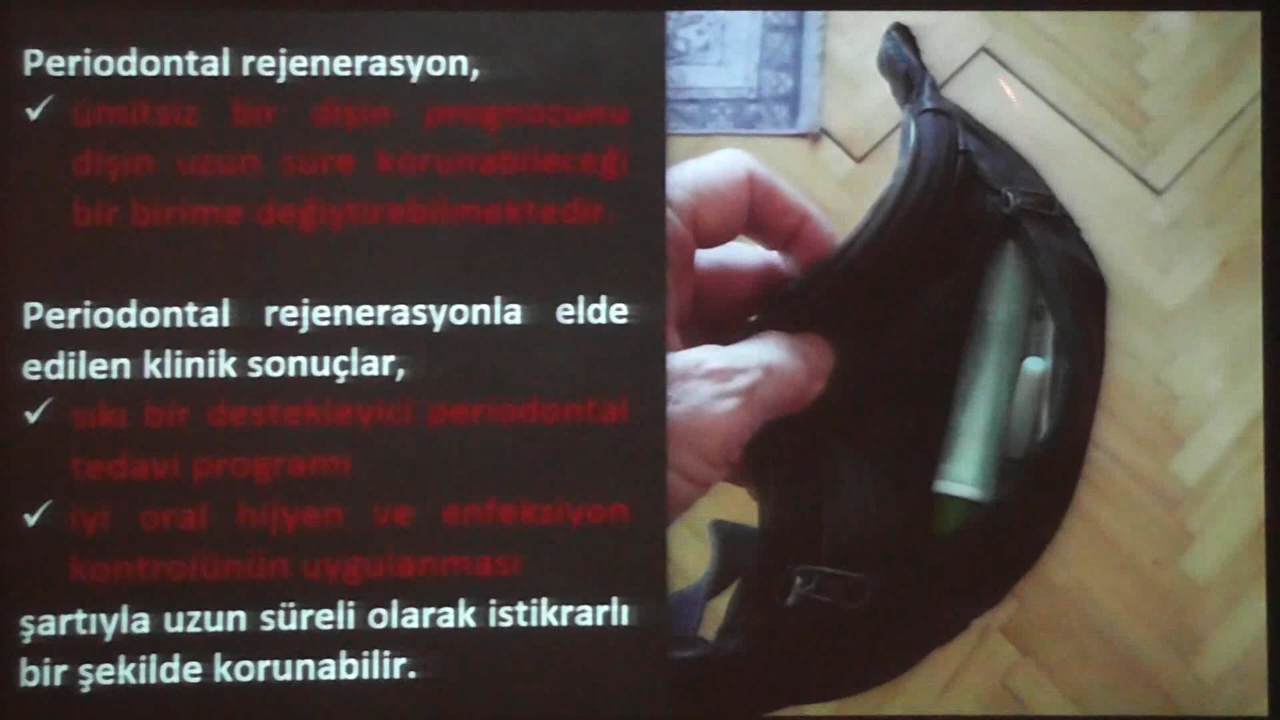 Periodontal rejenerasyon,
✓ ümitsiz bir dişin prognozunu
dişin uzun süre korunabileceği
bir birime değiştirebilmektedir.
Periodontal rejenerasyonla elde
edilen klinik sonuçlar,
✓ sıkı bir destekleyici periodontal
tedavi programı
✓ iyi oral hijyen ve enfeksiyon
kontrolünün uygulanması
şartıyla uzun süreli olarak istikrarlı
bir şekilde korunabilir.